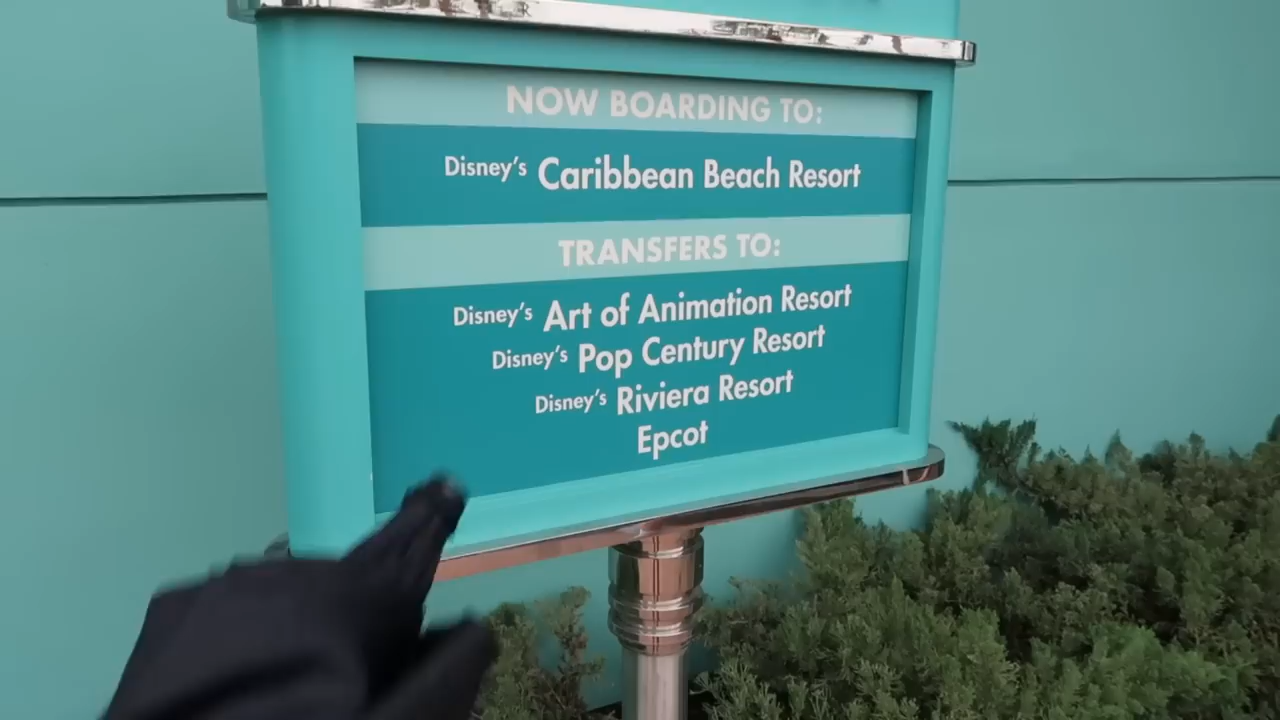 NOW BOARDING TO:
Disney's Caribbean Beach Resort
TRANSFERS TO:
Disney's Art of Animation Resort
Disney's Pop Century Resort
Disney's Riviera Resort
Epcot